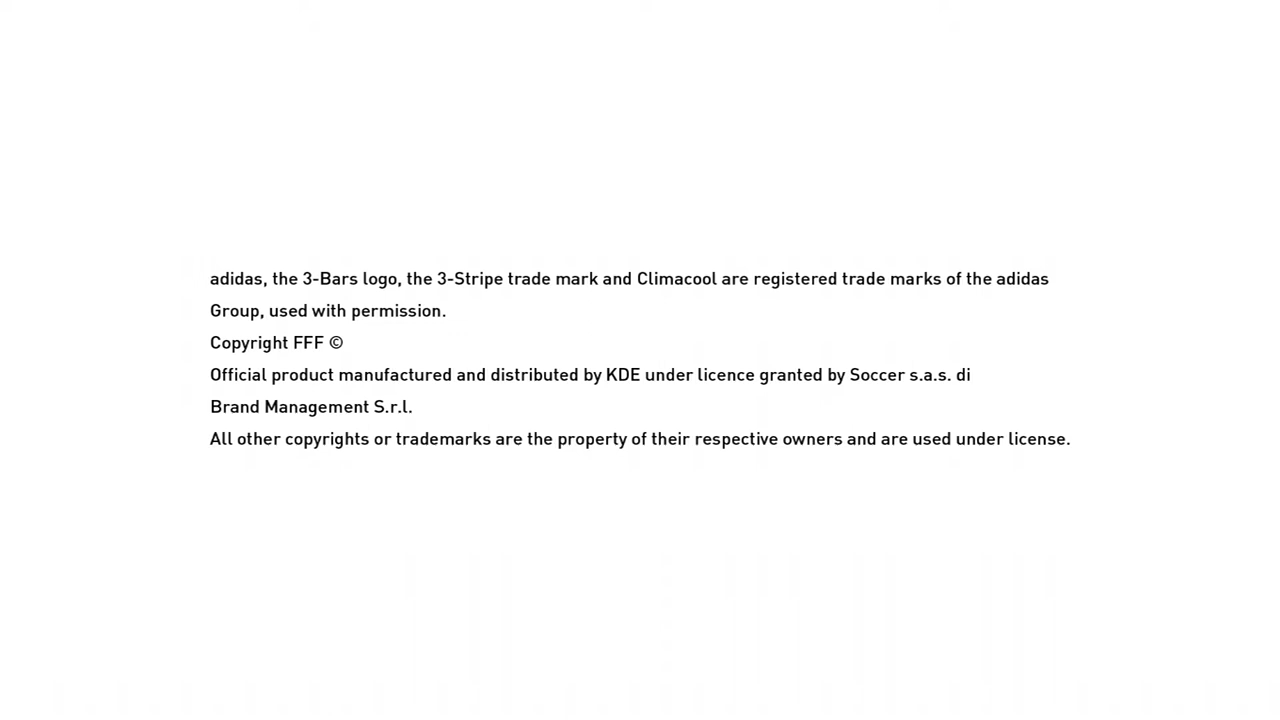 adidas, the 3-Bars logo, the 3-Stripe trade mark and Climacool are registered trade marks of the adidas
Group, used with permission.
Copyright FFF ©
Official product manufactured and distributed by KDE under licence granted by Soccer s.a.s. di
Brand Management S.r.l.
All other copyrights or trademarks are the property of their respective owners and are used under license.